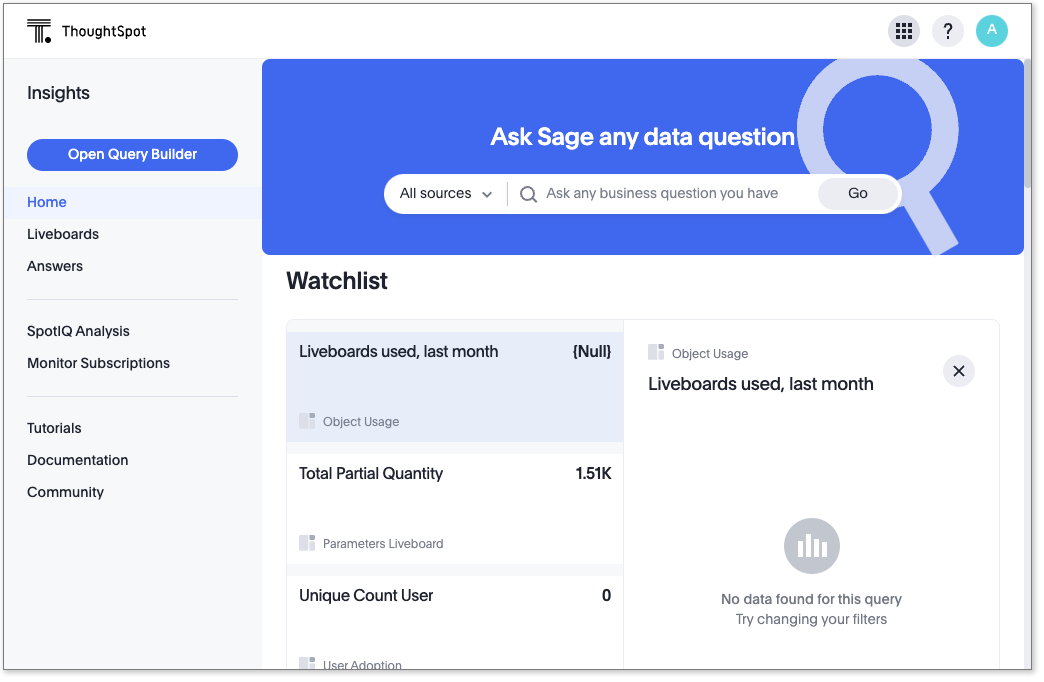 ThoughtSpot
?
A
Insights
Open Query Builder
Home
Liveboards
Answers
SpotIQ Analysis
Monitor Subscriptions
Tutorials
Documentation
Community
Ask Sage any data question
All sources
Ask any business question you have
Go
Watchlist
Liveboards used, last month {Null}
Object Usage
Total Partial Quantity 1.51K
Parameters Liveboard
Unique Count User 0
User Adoption
Object Usage
Liveboards used, last month
No data found for this query
Try changing your filters